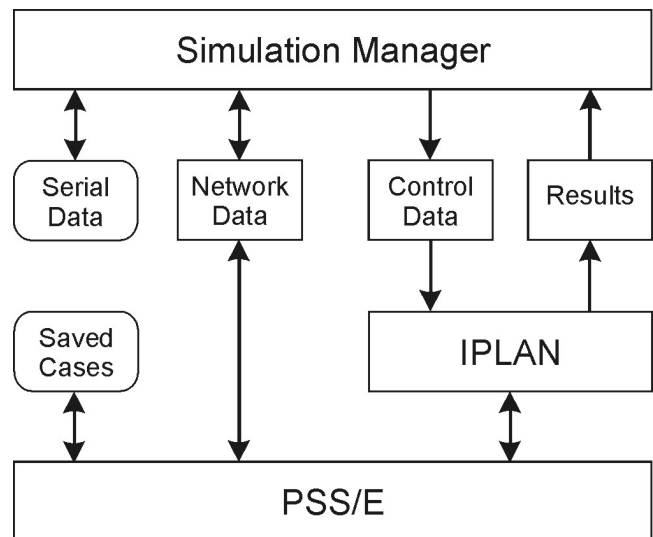 Simulation Manager
Serial
Data
Network
Data
Control
Data
Results
Saved
Cases
IPLAN
PSS/E